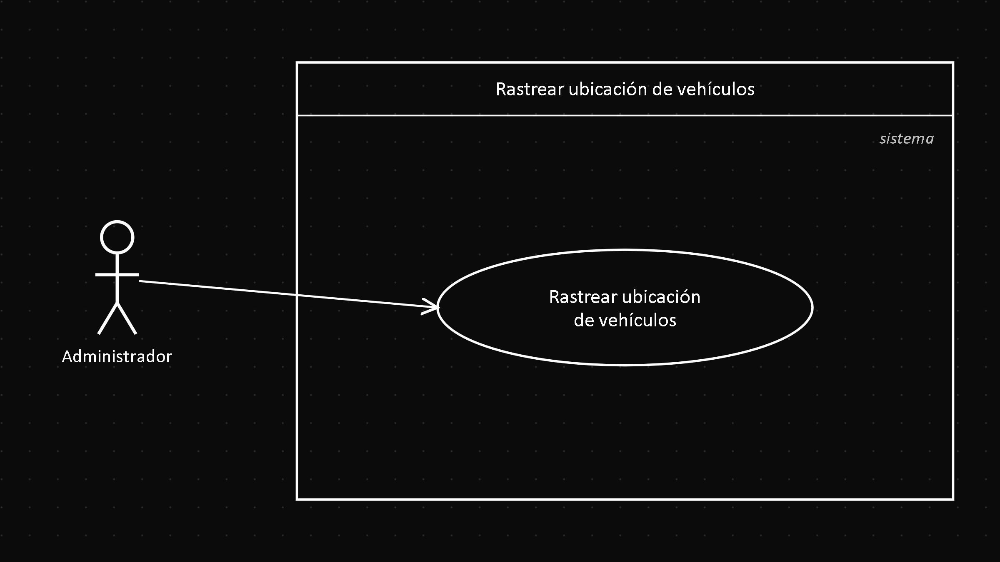 Rastrear ubicación de vehículos
sistema
Rastrear ubicación
de vehículos
Administrador